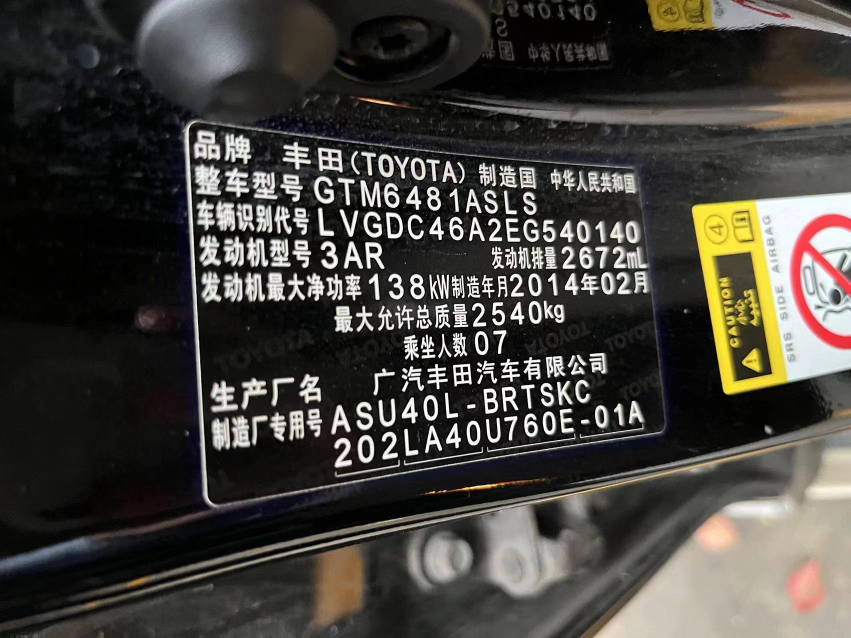 品牌 丰田(TOYOTA) 制造国 中华人民共和国
整车型号 GTM6481ASLS
车辆识别代号 LVGDC46A2EG540140
发动机型号 3AR 发动机排量 2672mL
发动机最大净功率 138kW 制造年月 2014年02月
最大允许总质量 2540kg
乘坐人数 07
生产厂名 广汽丰田汽车有限公司
制造厂专用号 ASU40L-BRTSKC
202LA40U760E-01A
CAUTION
小心
SRS SIDE AIRBAG
4